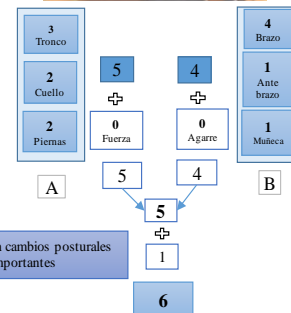 3
Tronco
2
Cuello
2
Piernas
A
5
0
Fuerza
5
4
0
Agarre
4
4
Brazo
1
Ante
brazo
1
Muñeca
B
5
1
cambios posturales
6